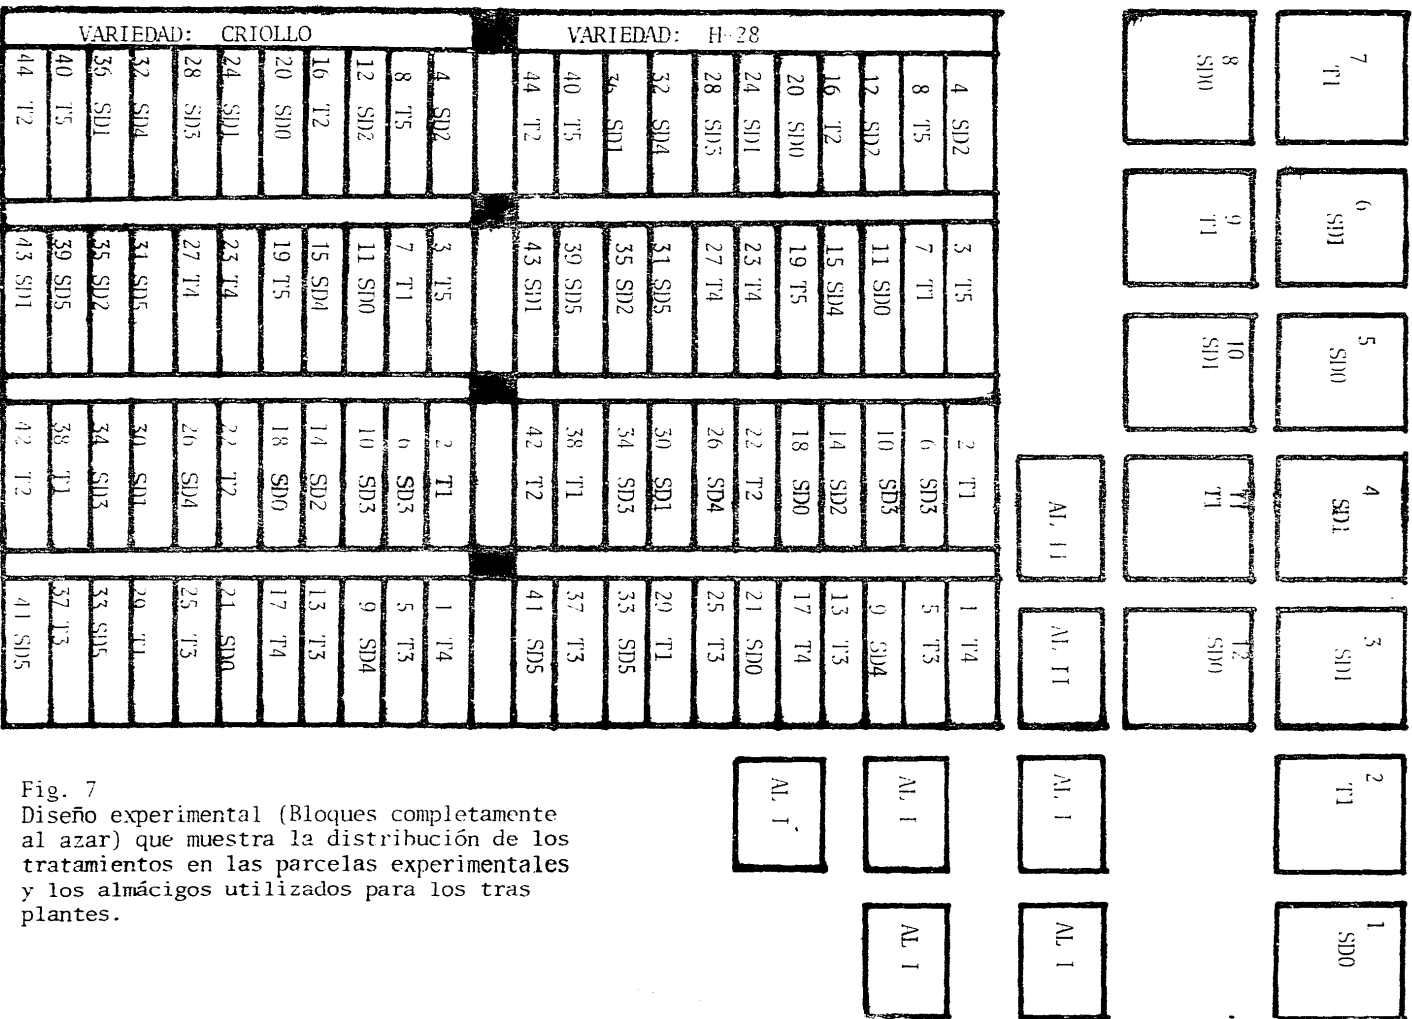 VARIEDAD: CRIOLLO
VARIEDAD: H-28
44 T2
40 T5
36 SD1
32 SD4
28 SD3
24 SD1
20 SD0
16 T2
12 SD2
8 T5
4 SD2
44 T2
40 T5
36 SD1
32 SD4
28 SD3
24 SD1
20 SD0
16 T2
12 SD2
8 T5
4 SD2
43 SD1
39 SD5
35 SD2
31 SD5
27 T4
23 T4
19 T5
15 SD4
11 SD0
7 T1
3 T5
43 SD1
39 SD5
35 SD2
31 SD5
27 T4
23 T4
19 T5
15 SD4
11 SD0
7 T1
3 T5
42 T2
38 T1
34 SD3
30 SD1
26 SD4
22 T2
18 SD0
14 SD2
10 SD3
6 SD3
2 T1
42 T2
38 T1
34 SD3
30 SD1
26 SD4
22 T2
18 SD0
14 SD2
10 SD3
6 SD3
2 T1
41 SD5
37 T3
33 SD5
29 T1
25 T3
21 SD0
17 T4
13 T3
9 SD4
5 T3
1 T4
41 SD5
37 T3
33 SD5
29 T1
25 T3
21 SD0
17 T4
13 T3
9 SD4
5 T3
1 T4
8
SD0
7
T1
9
T1
6
SD1
10
SD1
5
SD0
AL II
T1
4
SD1
AL II
12
SD0
3
SD1
AL I
AL I
AL I
2
T1
AL I
AL I
1
SD0
Fig. 7
Diseño experimental (Bloques completamente
al azar) que muestra la distribución de los
tratamientos en las parcelas experimentales
y los almácigos utilizados para los tras
plantes.